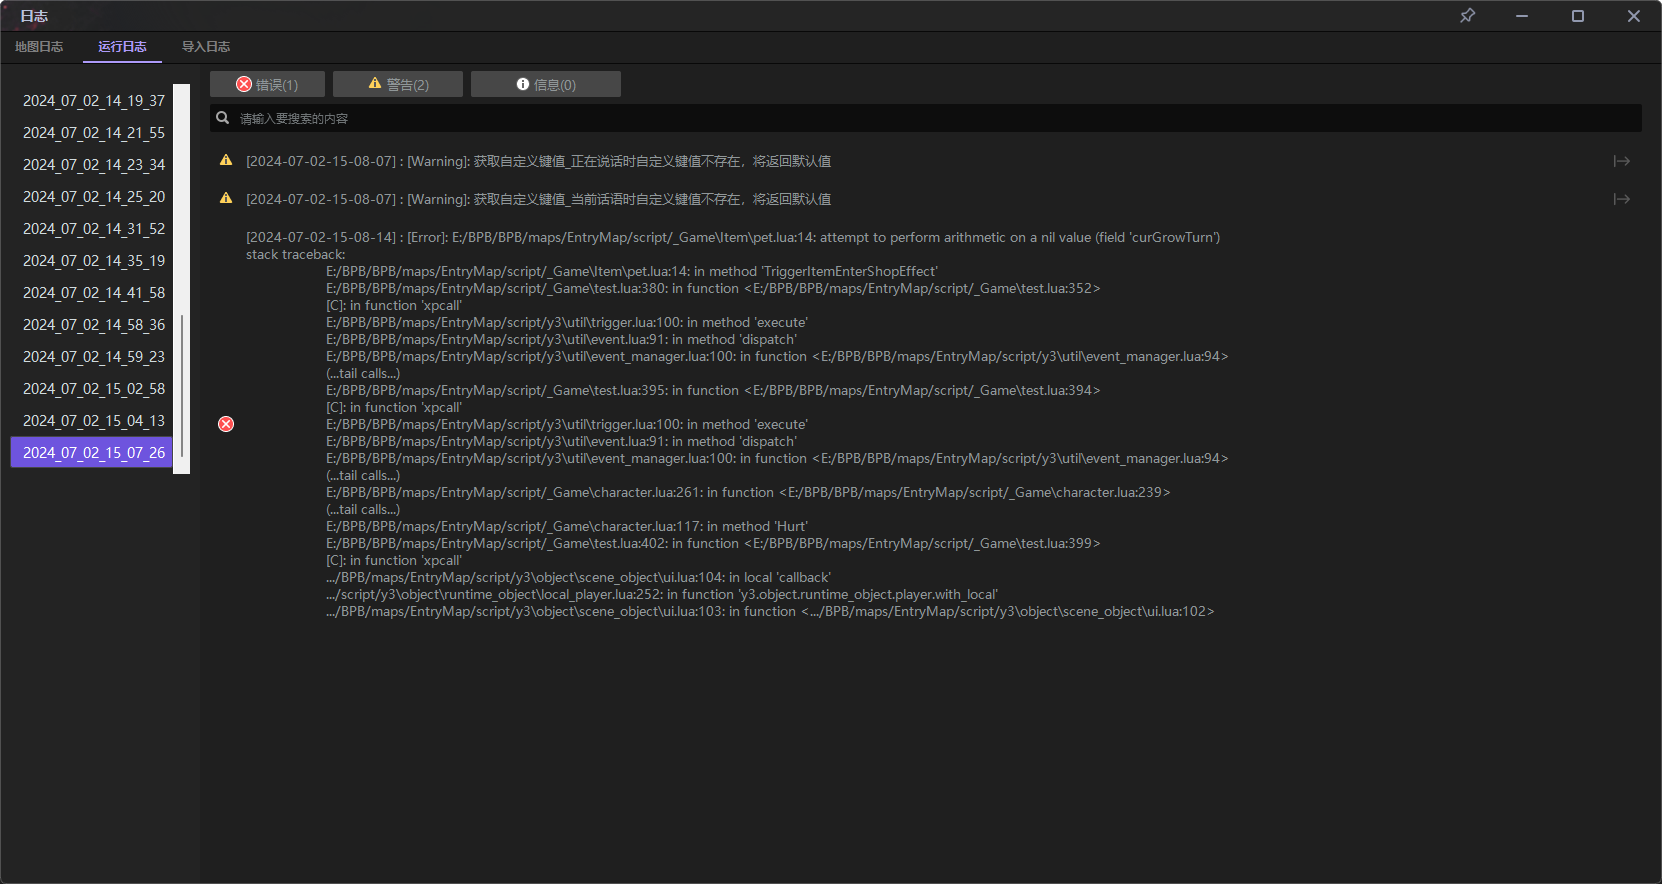 日志
地图日志 运行日志 导入日志
错误(1) 警告(2) 信息(0)
请输入要搜索的内容
2024_07_02_14_19_37
2024_07_02_14_21_55
2024_07_02_14_23_34
2024_07_02_14_25_20
2024_07_02_14_31_52
2024_07_02_14_35_19
2024_07_02_14_41_58
2024_07_02_14_58_36
2024_07_02_14_59_23
2024_07_02_15_02_58
2024_07_02_15_04_13
2024_07_02_15_07_26
[2024-07-02-15-08-07] : [Warning]: 获取自定义键值_正在说话时自定义键值不存在，将返回默认值
[2024-07-02-15-08-07] : [Warning]: 获取自定义键值_当前话语时自定义键值不存在，将返回默认值
[2024-07-02-15-08-14] : [Error]: E:/BPB/BPB/maps/EntryMap/script/_Game\Item\pet.lua:14: attempt to perform arithmetic on a nil value (field 'curGrowTurn')
stack traceback:
E:/BPB/BPB/maps/EntryMap/script/_Game\Item\pet.lua:14: in method 'TriggerItemEnterShopEffect'
E:/BPB/BPB/maps/EntryMap/script/_Game\test.lua:380: in function <E:/BPB/BPB/maps/EntryMap/script/_Game\test.lua:352>
[C]: in function 'xpcall'
E:/BPB/BPB/maps/EntryMap/script/y3\util\trigger.lua:100: in method 'execute'
E:/BPB/BPB/maps/EntryMap/script/y3\util\event.lua:91: in method 'dispatch'
E:/BPB/BPB/maps/EntryMap/script/y3\util\event_manager.lua:100: in function <E:/BPB/BPB/maps/EntryMap/script/y3\util\event_manager.lua:94>
(...tail calls...)
E:/BPB/BPB/maps/EntryMap/script/_Game\test.lua:395: in function <E:/BPB/BPB/maps/EntryMap/script/_Game\test.lua:394>
[C]: in function 'xpcall'
E:/BPB/BPB/maps/EntryMap/script/y3\util\trigger.lua:100: in method 'execute'
E:/BPB/BPB/maps/EntryMap/script/y3\util\event.lua:91: in method 'dispatch'
E:/BPB/BPB/maps/EntryMap/script/y3\util\event_manager.lua:100: in function <E:/BPB/BPB/maps/EntryMap/script/y3\util\event_manager.lua:94>
(...tail calls...)
E:/BPB/BPB/maps/EntryMap/script/_Game\character.lua:261: in function <E:/BPB/BPB/maps/EntryMap/script/_Game\character.lua:239>
(...tail calls...)
E:/BPB/BPB/maps/EntryMap/script/_Game\character.lua:117: in method 'Hurt'
E:/BPB/BPB/maps/EntryMap/script/_Game\test.lua:402: in function <E:/BPB/BPB/maps/EntryMap/script/_Game\test.lua:399>
[C]: in function 'xpcall'
.../BPB/maps/EntryMap/script/y3\object\scene_object\ui.lua:104: in local 'callback'
.../script/y3\object\runtime_object\local_player.lua:252: in function 'y3.object.runtime_object.player.with_local'
.../BPB/maps/EntryMap/script/y3\object\scene_object\ui.lua:103: in function <.../BPB/maps/EntryMap/script/y3\object\scene_object\ui.lua:102>